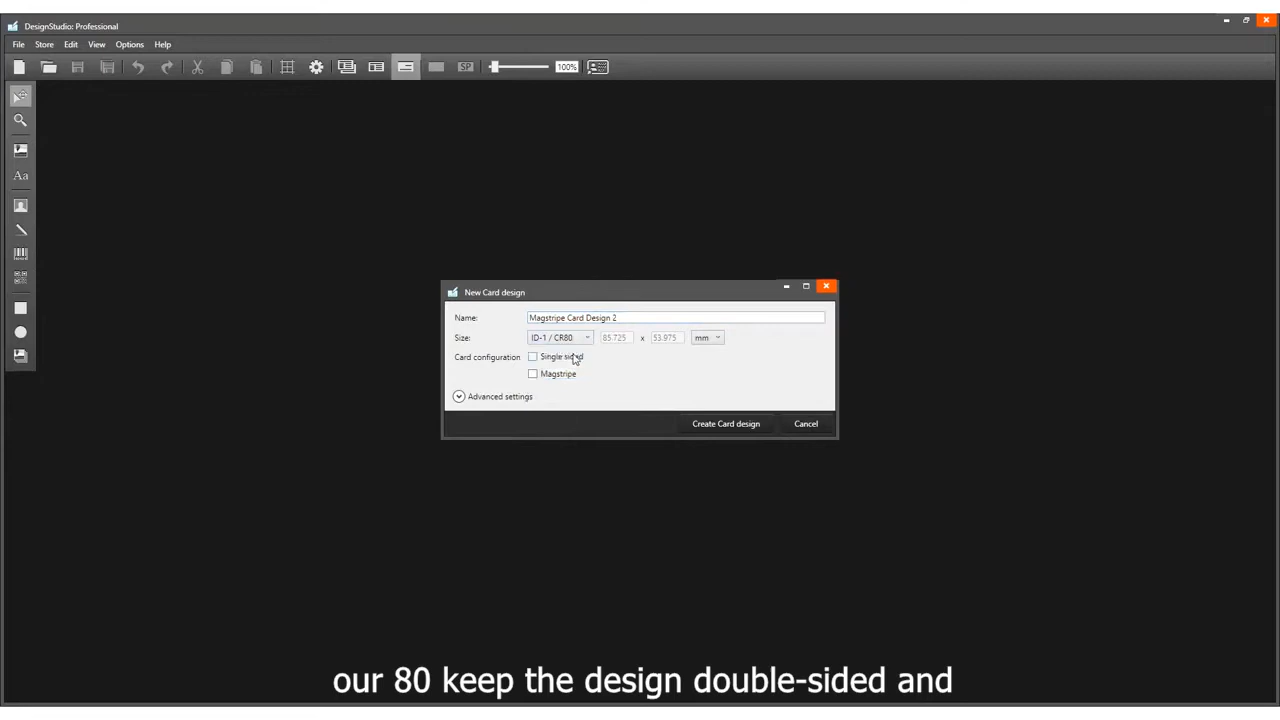 DesignStudio: Professional
File Store Edit View Options Help
SP 100%
Aa
New Card design
Name: Magstripe Card Design 2
Size: ID-1 / CR80 85.725 x 53.975 mm
Card configuration Single sided
Magstripe
Advanced settings
Create Card design Cancel
our 80 keep the design double-sided and